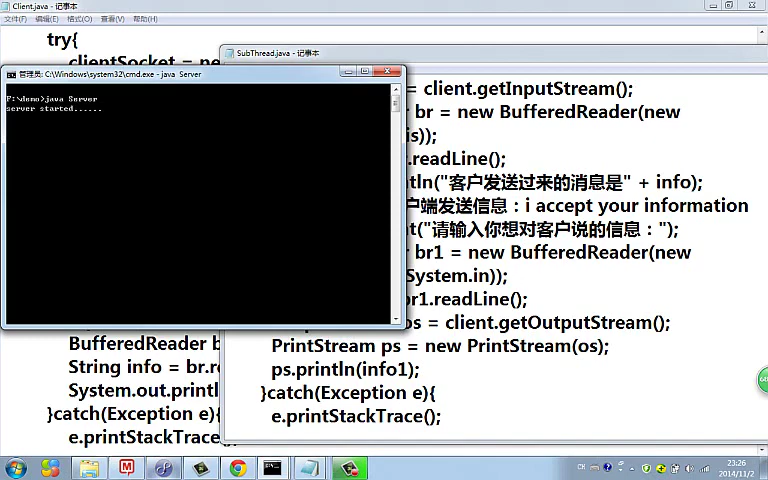 Client.java - 记事本
文件(F) 编辑(E) 格式(O) 查看(V) 帮助(H)
try{
clientSocket = ne
BufferedReader b
String info = br.re
System.out.printl
}catch(Exception e){
e.printStackTrace
SubThread.java - 记事本
= client.getInputStream();
r br = new BufferedReader(new
is));
.readLine();
tln("客户发送过来的消息是" + info);
户端发送信息：i accept your information
t("请输入你想对客户说的信息：");
r br1 = new BufferedReader(new
System.in));
br1.readLine();
os = client.getOutputStream();
PrintStream ps = new PrintStream(os);
ps.println(info1);
}catch(Exception e){
e.printStackTrace();
管理员: C:\Windows\system32\cmd.exe - java Server
F:\demo>java Server
server started......
CH
23:26
2014/11/2